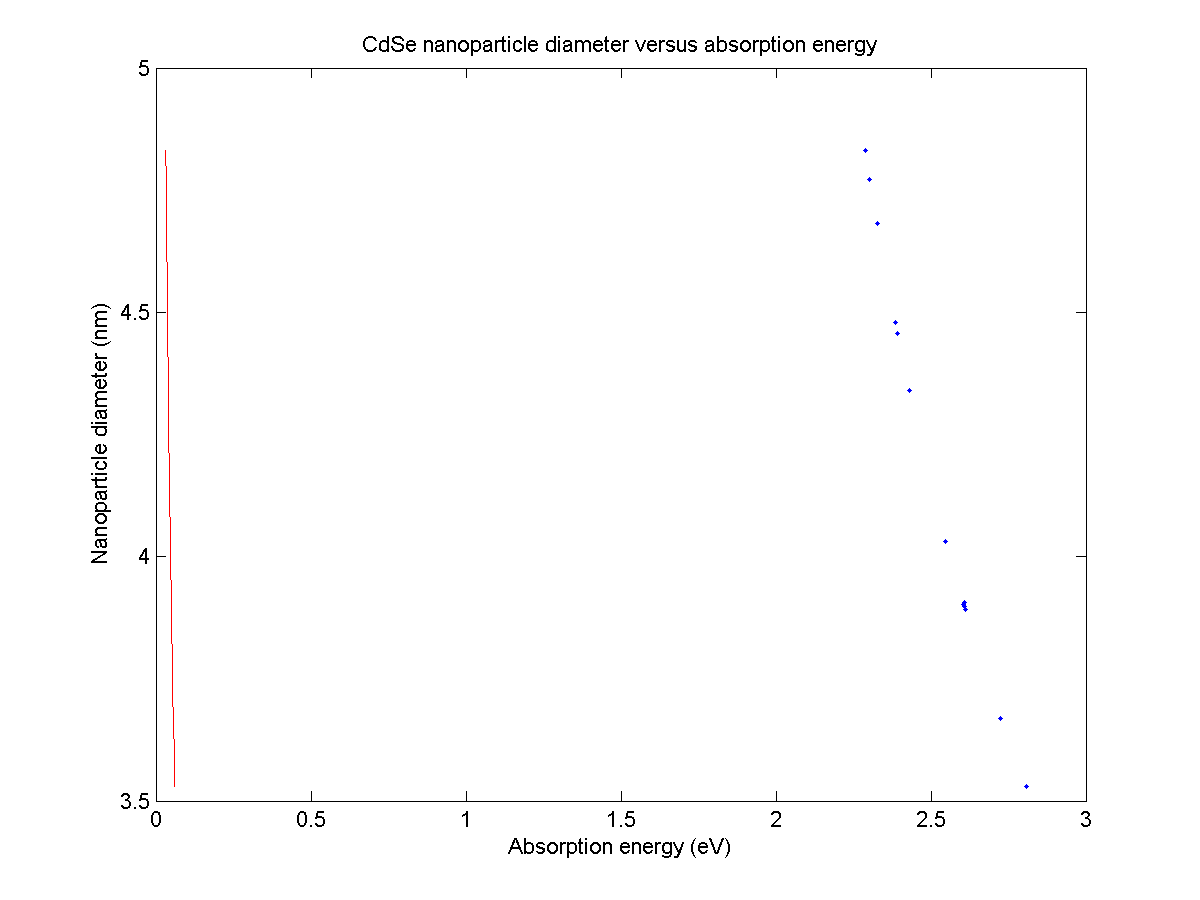 CdSe nanoparticle diameter versus absorption energy
5
4.5
4
3.5
Nanoparticle diameter (nm)
0 0.5 1 1.5 2 2.5 3
Absorption energy (eV)